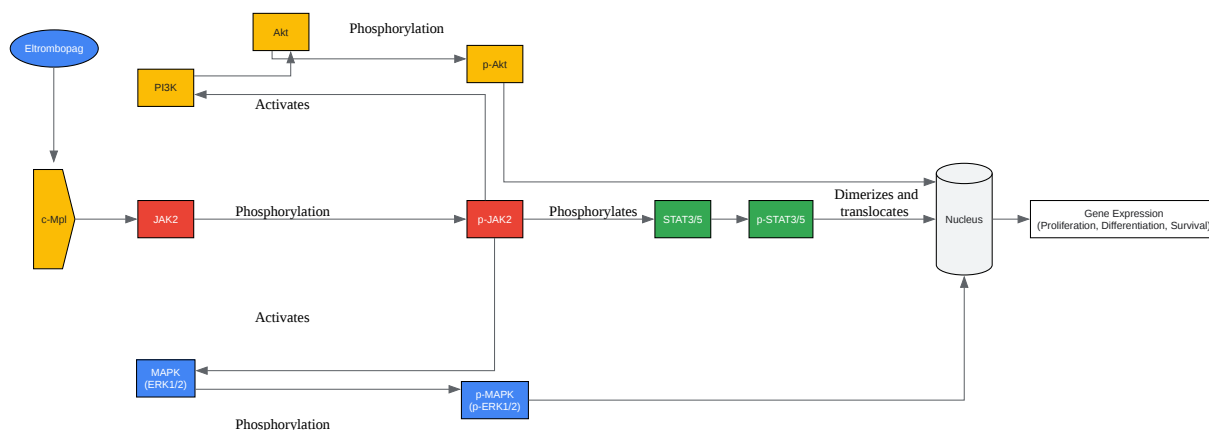 Eltrombopag
Akt
Phosphorylation
p-Akt
PI3K
Activates
c-Mpl
JAK2
Phosphorylation
p-JAK2
Phosphorylates
STAT3/5
p-STAT3/5
Dimerizes and
translocates
Nucleus
Gene Expression
(Proliferation, Differentiation, Survival)
Activates
MAPK
(ERK1/2)
p-MAPK
(p-ERK1/2)
Phosphorylation